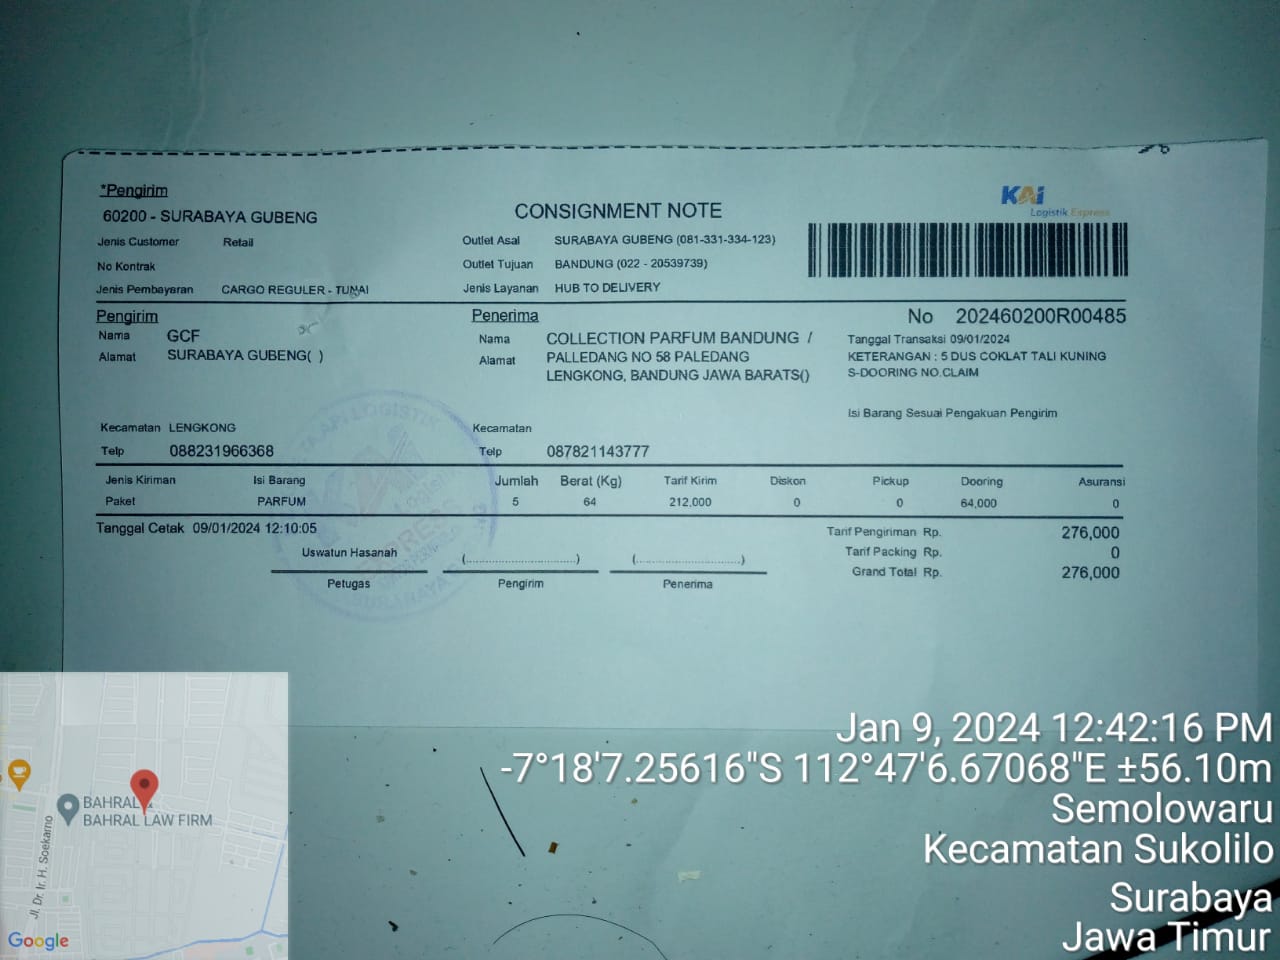 *Pengirim
60200 - SURABAYA GUBENG
CONSIGNMENT NOTE
KAI
Logistik Express
Jenis Customer Retail
Outlet Asal SURABAYA GUBENG (081-331-334-123)
No Kontrak
Outlet Tujuan BANDUNG (022 - 20539739)
Jenis Pembayaran CARGO REGULER - TUNAI
Jenis Layanan HUB TO DELIVERY
Pengirim
Penerima
No 202460200R00485
Nama GCF
Nama COLLECTION PARFUM BANDUNG /
Tanggal Transaksi 09/01/2024
Alamat SURABAYA GUBENG( )
Alamat PALLEDANG NO 58 PALEDANG
LENGKONG, BANDUNG JAWA BARATS()
KETERANGAN : 5 DUS COKLAT TALI KUNING
S-DOORING NO.CLAIM
Isi Barang Sesuai Pengakuan Pengirim
Kecamatan LENGKONG
Kecamatan
Telp 088231966368
Telp 087821143777
Jenis Kiriman Isi Barang Jumlah Berat (Kg) Tarif Kirim Diskon Pickup Dooring Asuransi
Paket PARFUM 5 64 212,000 0 0 64,000 0
Tanggal Cetak 09/01/2024 12:10:05
Tarif Pengiriman Rp. 276,000
Tarif Packing Rp. 0
Grand Total Rp. 276,000
Uswatun Hasanah (..............................) (..............................)
Petugas Pengirim Penerima
LOGISTIK
EXPRESS
SURABAYA
Jan 9, 2024 12:42:16 PM
-7°18'7.25616"S 112°47'6.67068"E ±56.10m
Semolowaru
Kecamatan Sukolilo
Surabaya
Jawa Timur
BAHRAL
BAHRAL LAW FIRM
Jl. Dr. Ir. H. Soekarno
Google